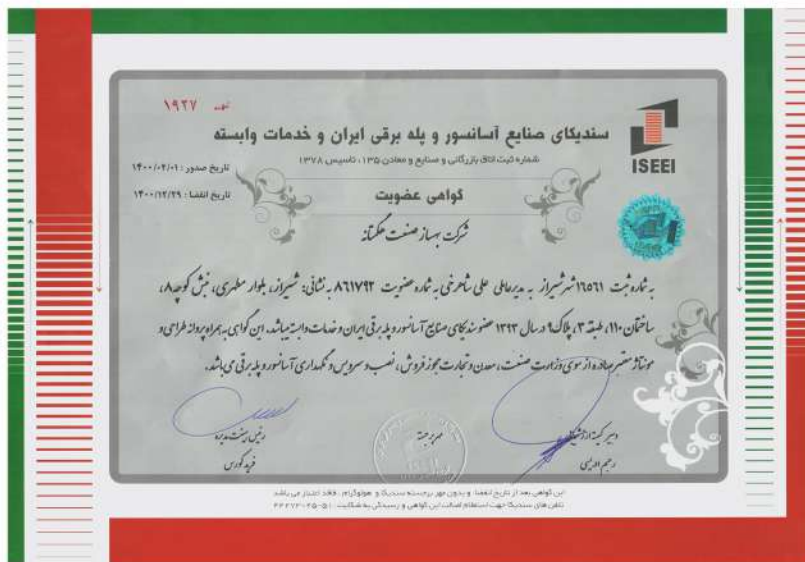 شماره ۱۹۲۷
سندیکای صنایع آسانسور و پله برقی ایران و خدمات وابسته
شماره ثبت اتاق بازرگانی و صنایع و معادن ۱۳۵، تاسیس ۱۳۷۸
ISEEI
تاریخ صدور : ۱۴۰۰/۰۲/۰۱
تاریخ انقضا : ۱۴۰۰/۱۲/۲۹
گواهی عضویت
شرکت بهساز صنعت هگمتانه
به شماره ثبت ۱۶۵۶۱ شهر شیراز به مدیرعاملی علی شاهرخی به شماره عضویت ۸۶۱۷۹۲ به نشانی: شیراز، بلوار مطهری، نبش کوچه ۸،
ساختمان ۱۱۰، طبقه ۳، پلاک ۹ در سال ۱۳۹۳ عضو سندیکای صنایع آسانسور و پله برقی ایران و خدمات وابسته میباشد. این گواهی به همراه پروانه طراحی و
مونتاژ معتبر صادره از سوی وزارت صنعت، معدن و تجارت مجوز فروش، نصب و سرویس و نگهداری آسانسور و پله برقی می باشد.
دبیر کمیته ارزشیابی
مهر برجسته
رئیس هیئت مدیره
رحیم ادریسی
فرید کورس
این گواهی بعد از تاریخ انقضا و بدون مهر برجسته سندیکا و هولوگرام ، فاقد اعتبار می باشد
تلفن های سندیکا جهت استعلام اصالت این گواهی و رسیدگی به شکایت :